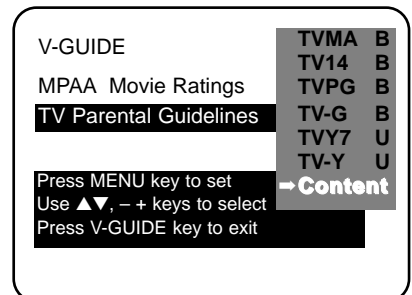 V-GUIDE
MPAA Movie Ratings
TV Parental Guidelines
TVMA B
TV14 B
TVPG B
TV-G B
TVY7 U
TV-Y U
➡Content
Press MENU key to set
Use ▲▼, – + keys to select
Press V-GUIDE key to exit